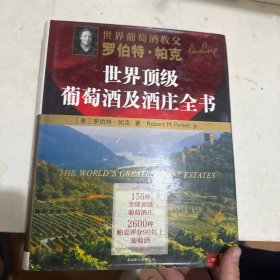 世界葡萄酒教父
罗伯特·帕克
世界顶级
葡萄酒及酒庄全书
[美] 罗伯特·帕克 著 Robert M.Parker, Jr.
THE WORLD'S GREATEST WINE ESTATES
156座
全球顶级
葡萄酒庄
2600种
帕克评分90以上
葡萄酒